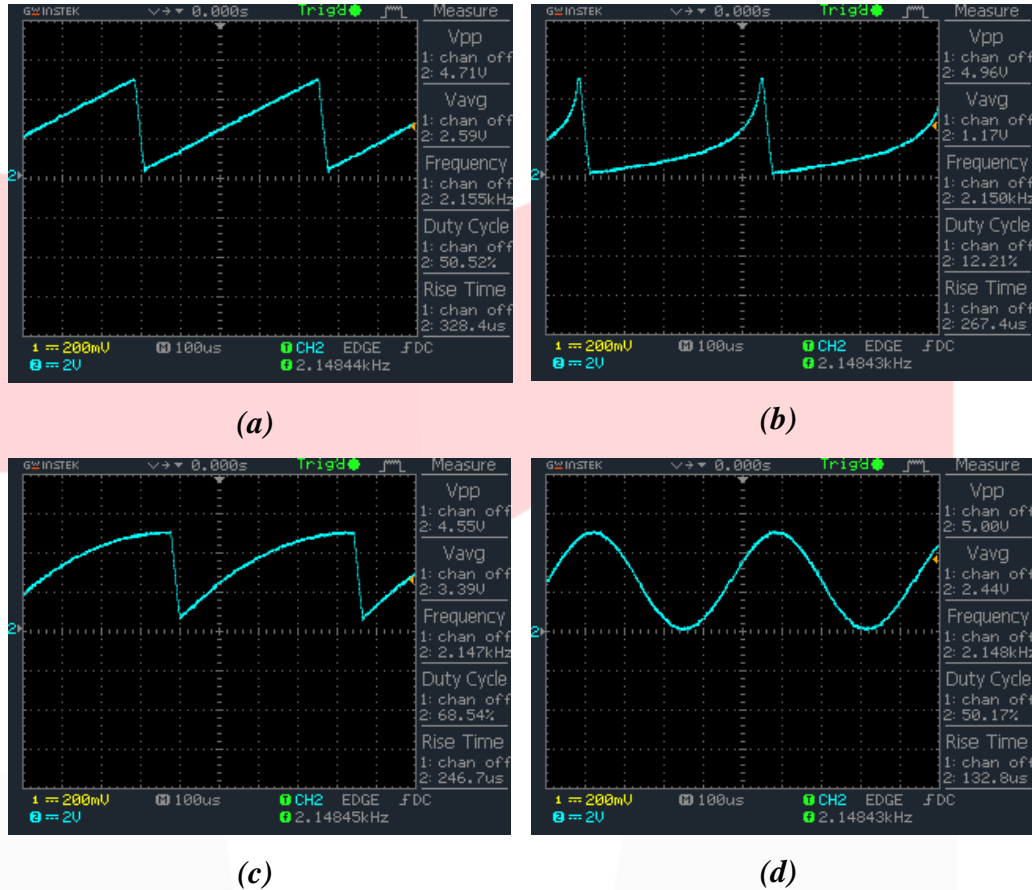 GWINSTEK 0.000s Trig'd Measure
Vpp
1: chan off
2: 4.71V
Vavg
1: chan off
2: 2.59V
Frequency
1: chan off
2: 2.155kHz
Duty Cycle
1: chan off
2: 50.52%
Rise Time
1: chan off
2: 328.4us
2
1 200mV M 100us T CH2 EDGE DC
2 2V f 2.14844kHz
(a)
GWINSTEK 0.000s Trig'd Measure
Vpp
1: chan off
2: 4.96V
Vavg
1: chan off
2: 1.17V
Frequency
1: chan off
2: 2.150kHz
Duty Cycle
1: chan off
2: 12.21%
Rise Time
1: chan off
2: 267.4us
2
1 200mV M 100us T CH2 EDGE DC
2 2V f 2.14843kHz
(b)
GWINSTEK 0.000s Trig'd Measure
Vpp
1: chan off
2: 4.55V
Vavg
1: chan off
2: 3.39V
Frequency
1: chan off
2: 2.147kHz
Duty Cycle
1: chan off
2: 68.54%
Rise Time
1: chan off
2: 246.7us
2
1 200mV M 100us T CH2 EDGE DC
2 2V f 2.14845kHz
(c)
GWINSTEK 0.000s Trig'd Measure
Vpp
1: chan off
2: 5.00V
Vavg
1: chan off
2: 2.44V
Frequency
1: chan off
2: 2.148kHz
Duty Cycle
1: chan off
2: 50.17%
Rise Time
1: chan off
2: 132.8us
2
1 200mV M 100us T CH2 EDGE DC
2 2V f 2.14843kHz
(d)